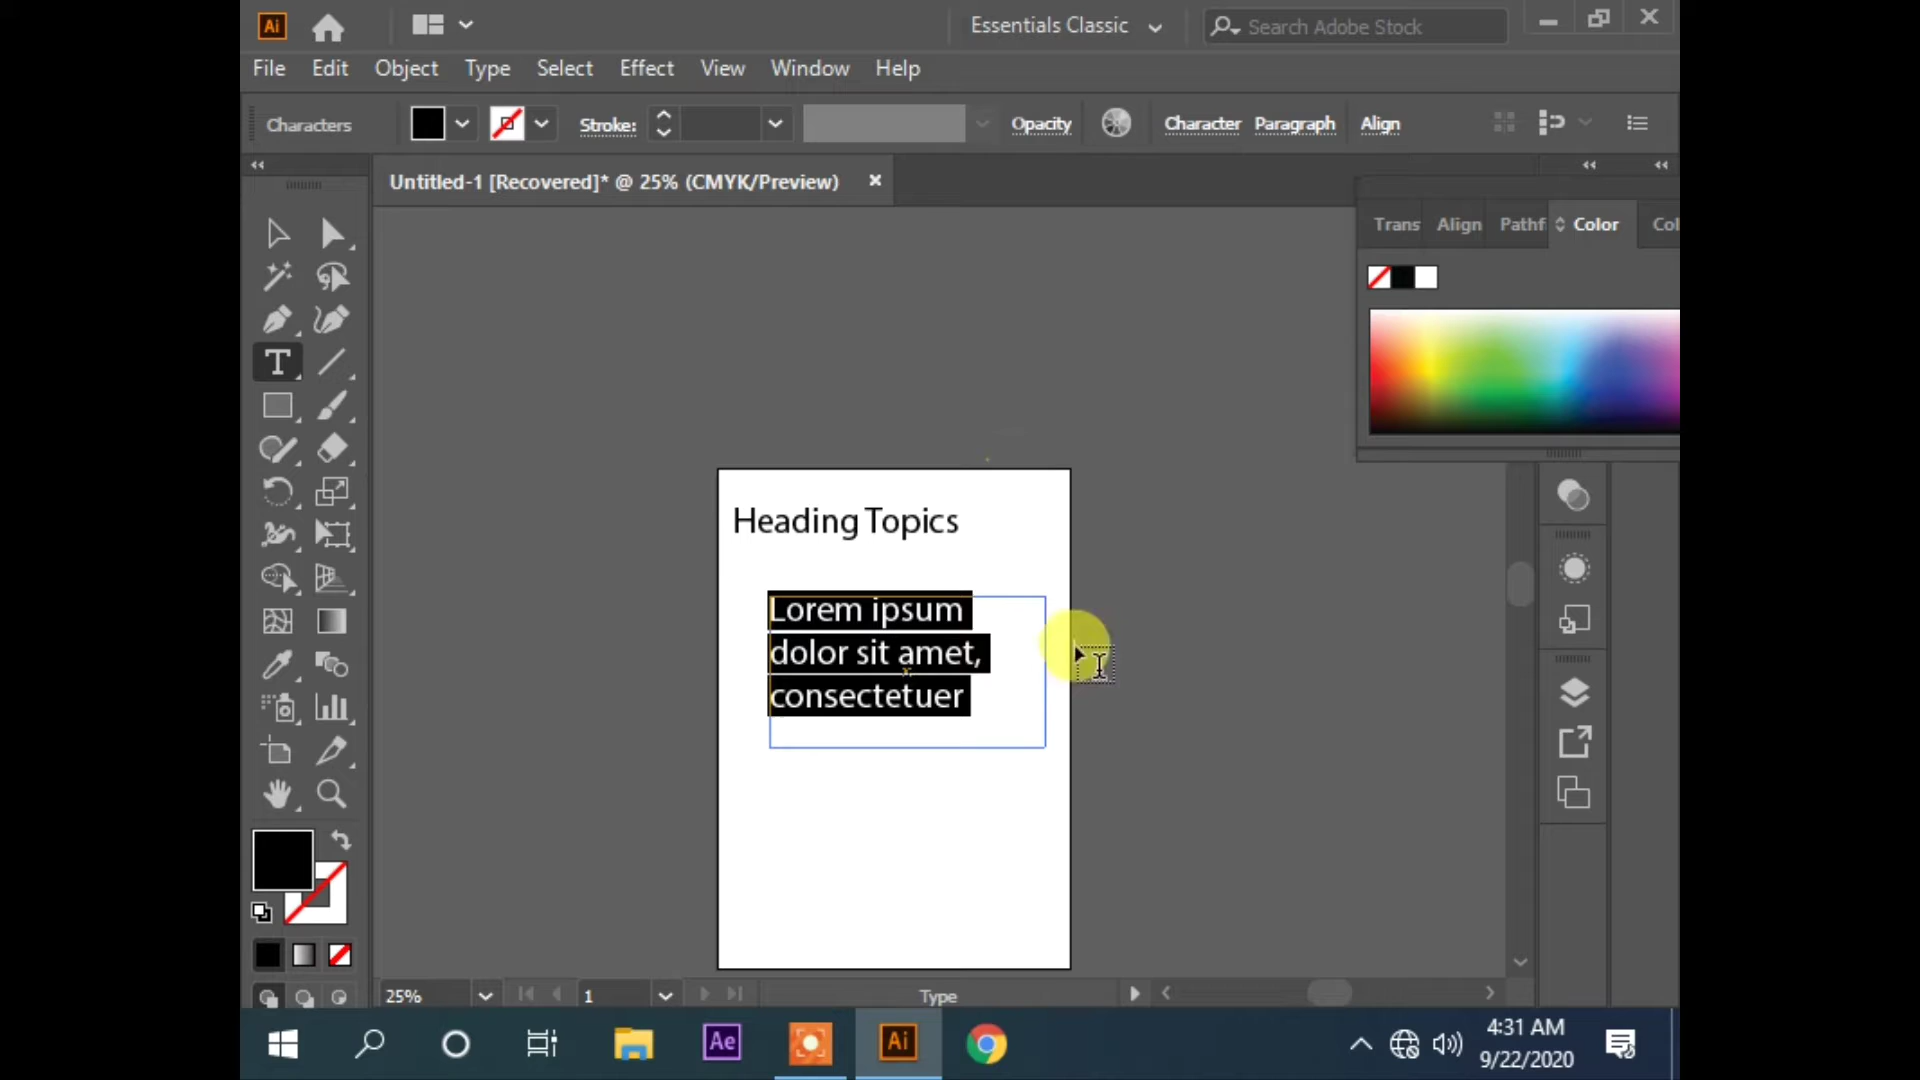 Ai
Essentials Classic
Search Adobe Stock
File Edit Object Type Select Effect View Window Help
Characters
Stroke:
Opacity
Character Paragraph Align
Untitled-1 [Recovered]* @ 25% (CMYK/Preview)
Trans Align Pathf Color Col
T
Heading Topics
Lorem ipsum
dolor sit amet,
consectetuer
25%
1
Type
Ae
Ai
4:31 AM
9/22/2020